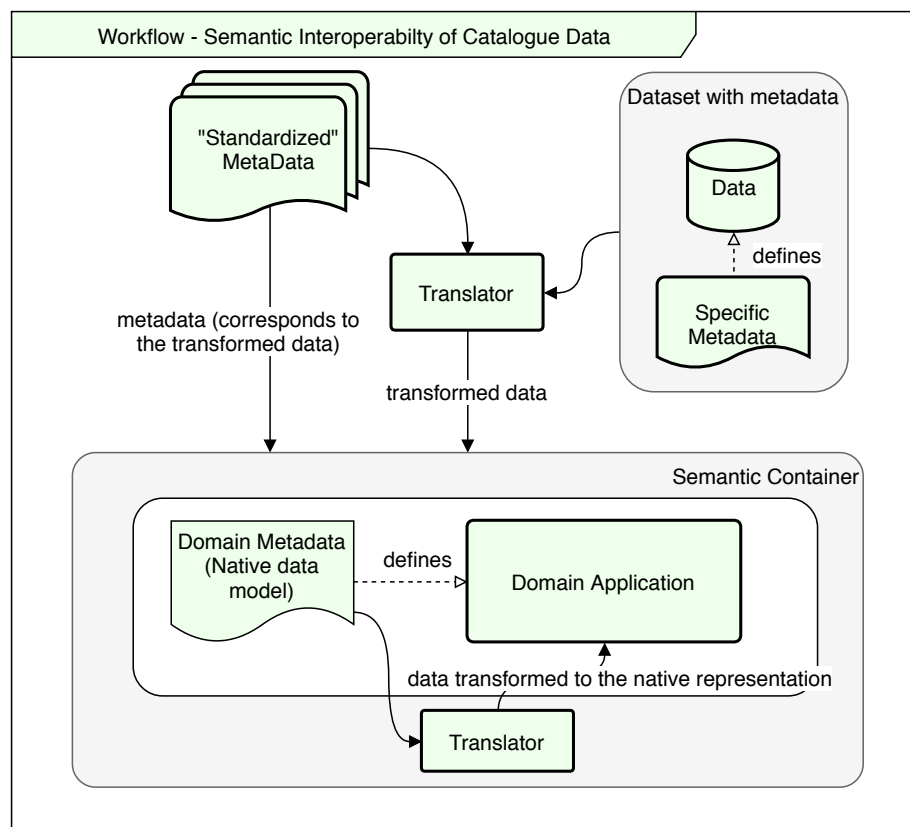 Workflow - Semantic Interoperabilty of Catalogue Data
"Standardized"
MetaData
Dataset with metadata
Data
defines
Specific
Metadata
Translator
metadata (corresponds to
the transformed data)
transformed data
Semantic Container
Domain Metadata
(Native data
model)
defines
Domain Application
data transformed to the native representation
Translator